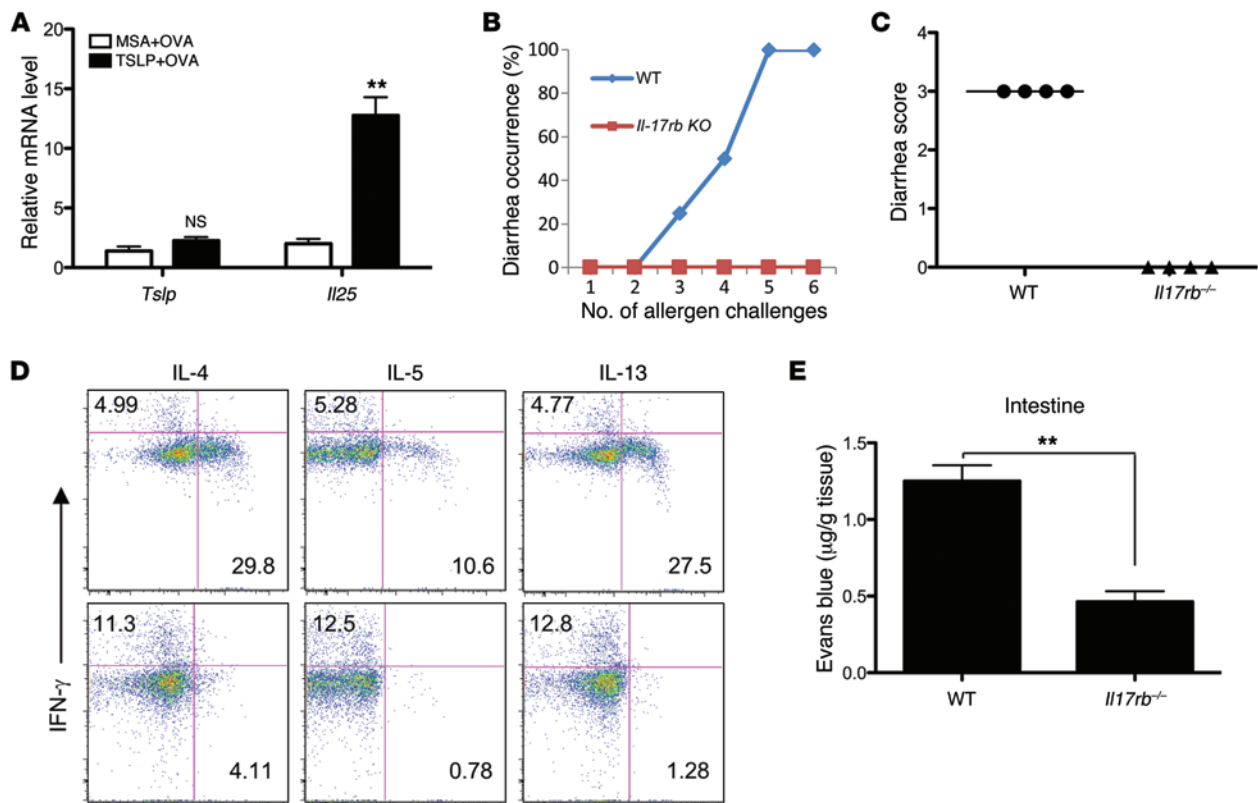 A
Relative mRNA level
20
15
10
5
0
MSA+OVA
TSLP+OVA
NS
**
Tslp
Il25
B
Diarrhea occurrence (%)
100
80
60
40
20
0
WT
Il-17rb KO
1 2 3 4 5 6
No. of allergen challenges
C
Diarrhea score
4
3
2
1
0
WT
Il17rb–/–
D
IL-4 IL-5 IL-13
4.99 5.28 4.77
29.8 10.6 27.5
11.3 12.5 12.8
4.11 0.78 1.28
IFN-γ
E
Intestine
Evans blue (μg/g tissue)
1.5
1.0
0.5
0.0
**
WT
Il17rb–/–